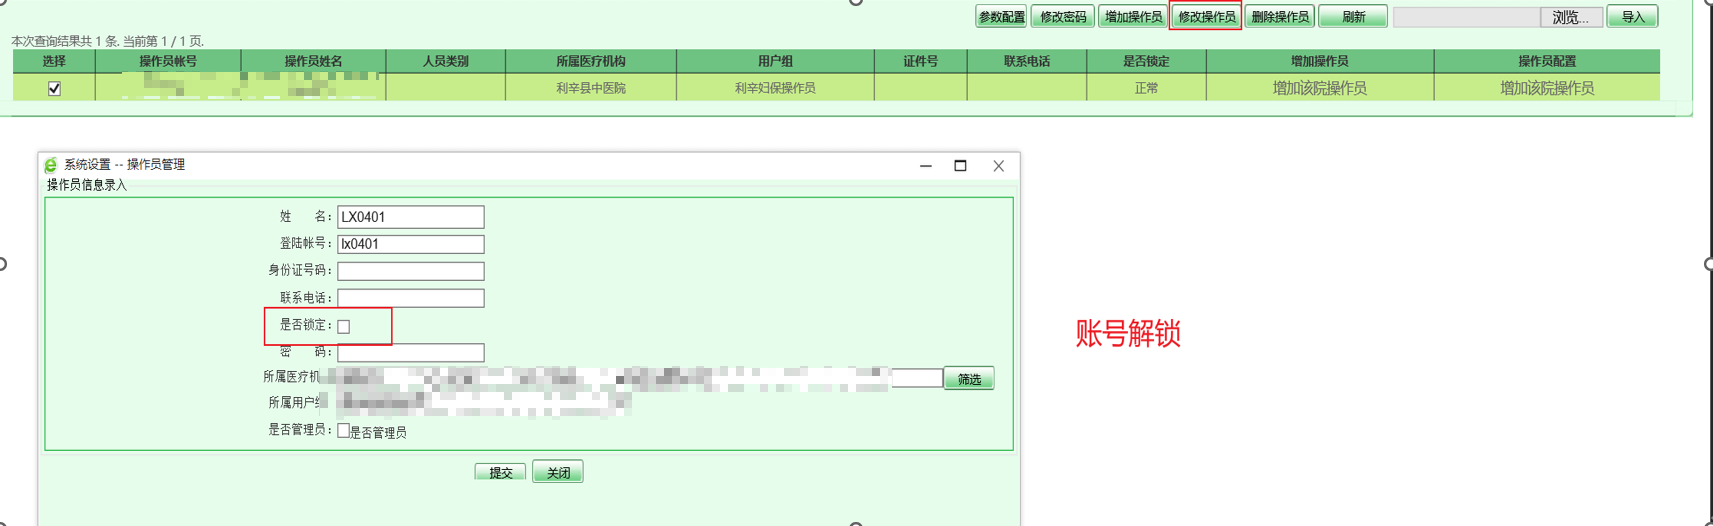 参数配置 修改密码 增加操作员 修改操作员 删除操作员 刷新 浏览... 导入
本次查询结果共 1 条. 当前第 1 / 1 页.
选择 操作员帐号 操作员姓名 人员类别 所属医疗机构 用户组 证件号 联系电话 是否锁定 增加操作员 操作员配置
利辛县中医院 利辛妇保操作员 正常 增加该院操作员 增加该院操作员
系统设置 -- 操作员管理
操作员信息录入
姓 名： LX0401
登陆帐号： lx0401
身份证号码：
联系电话：
是否锁定：
账号解锁
密 码：
所属医疗机 筛选
所属用户
是否管理员： 是否管理员
提交 关闭